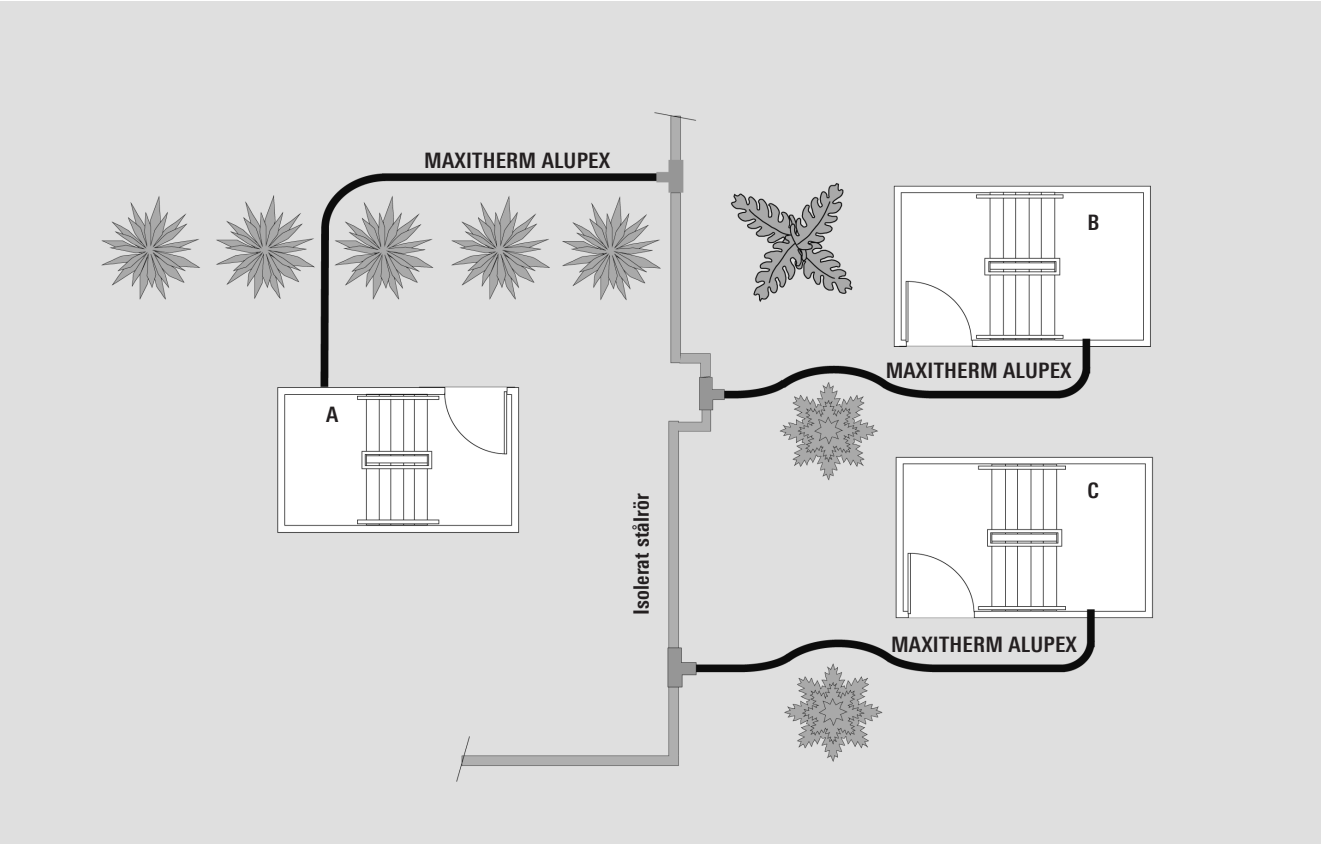 MAXITHERM ALUPEX
A
B
MAXITHERM ALUPEX
C
Isolerat stålrör
MAXITHERM ALUPEX